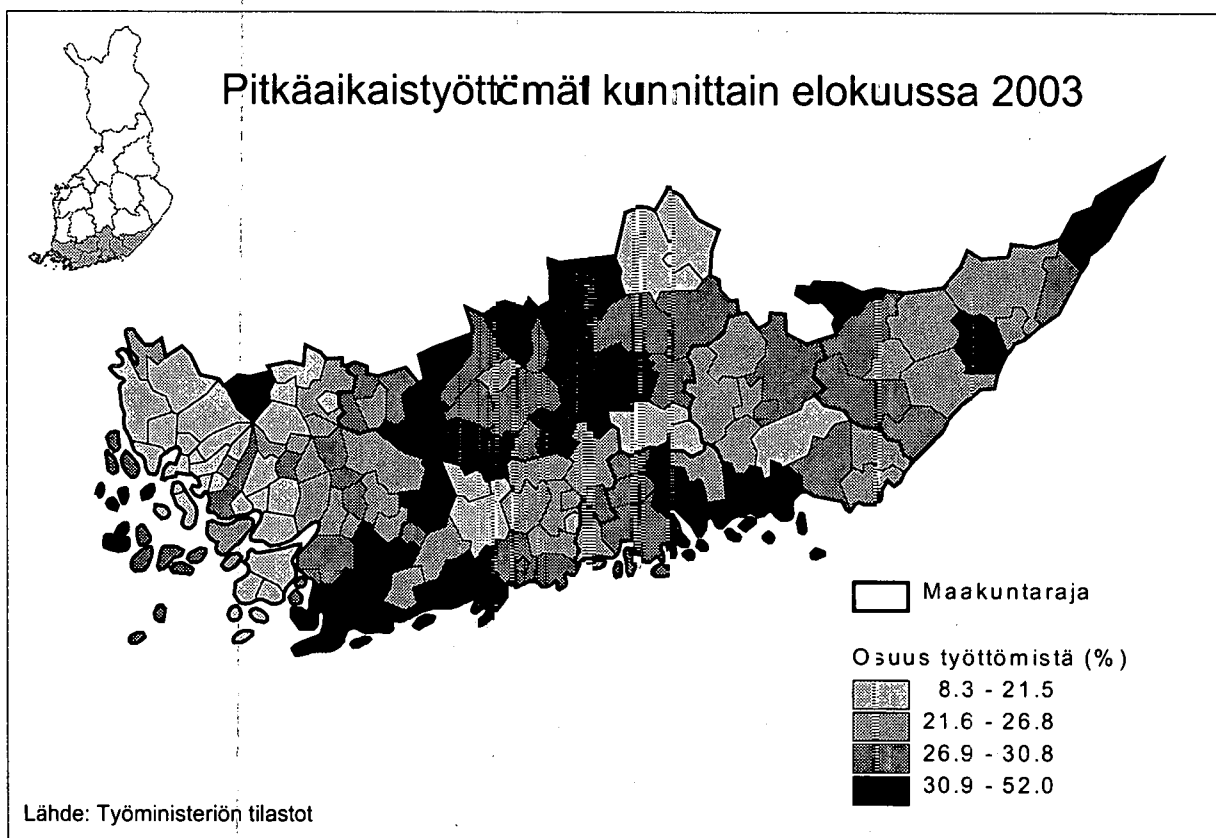 Pitkäaikaistyöttömät kunnittain elokuussa 2003
Maakuntaraja
Osuus työttömistä (%)
8.3 - 21.5
21.6 - 26.8
26.9 - 30.8
30.9 - 52.0
Lähde: Työministeriön tilastot